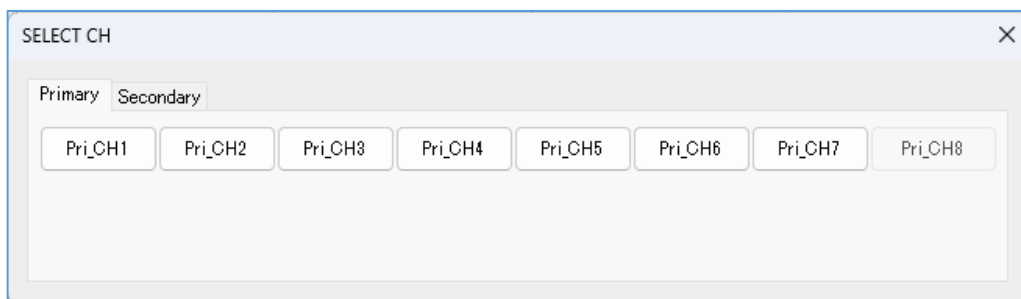 SELECT CH
Primary Secondary
Pri_CH1 Pri_CH2 Pri_CH3 Pri_CH4 Pri_CH5 Pri_CH6 Pri_CH7 Pri_CH8